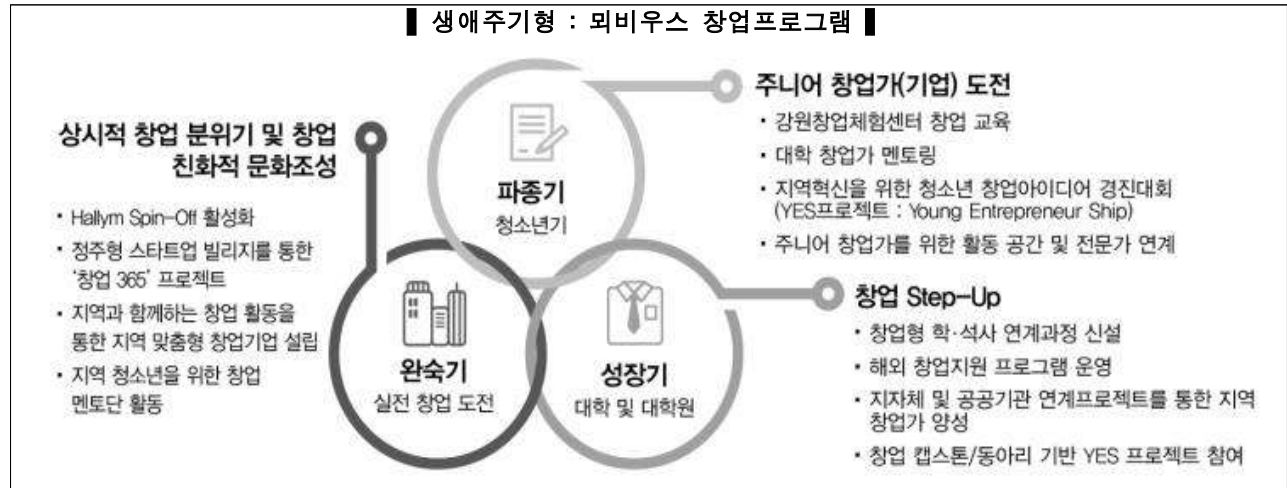 ▌생애주기형 : 뫼비우스 창업프로그램▐
상시적 창업 분위기 및 창업
친화적 문화조성
• Hallym Spin-Off 활성화
• 정주형 스타트업 빌리지를 통한
‘창업 365’ 프로젝트
• 지역과 함께하는 창업 활동을
통한 지역 맞춤형 창업기업 설립
• 지역 청소년을 위한 창업
멘토단 활동
파종기
청소년기
완숙기
실전 창업 도전
성장기
대학 및 대학원
주니어 창업가(기업) 도전
• 강원창업체험센터 창업 교육
• 대학 창업가 멘토링
• 지역혁신을 위한 청소년 창업아이디어 경진대회
(YES프로젝트 : Young Entrepreneur Ship)
• 주니어 창업가를 위한 활동 공간 및 전문가 연계
창업 Step-Up
• 창업형 학·석사 연계과정 신설
• 해외 창업지원 프로그램 운영
• 지자체 및 공공기관 연계프로젝트를 통한 지역
창업가 양성
• 창업 캡스톤/동아리 기반 YES 프로젝트 참여